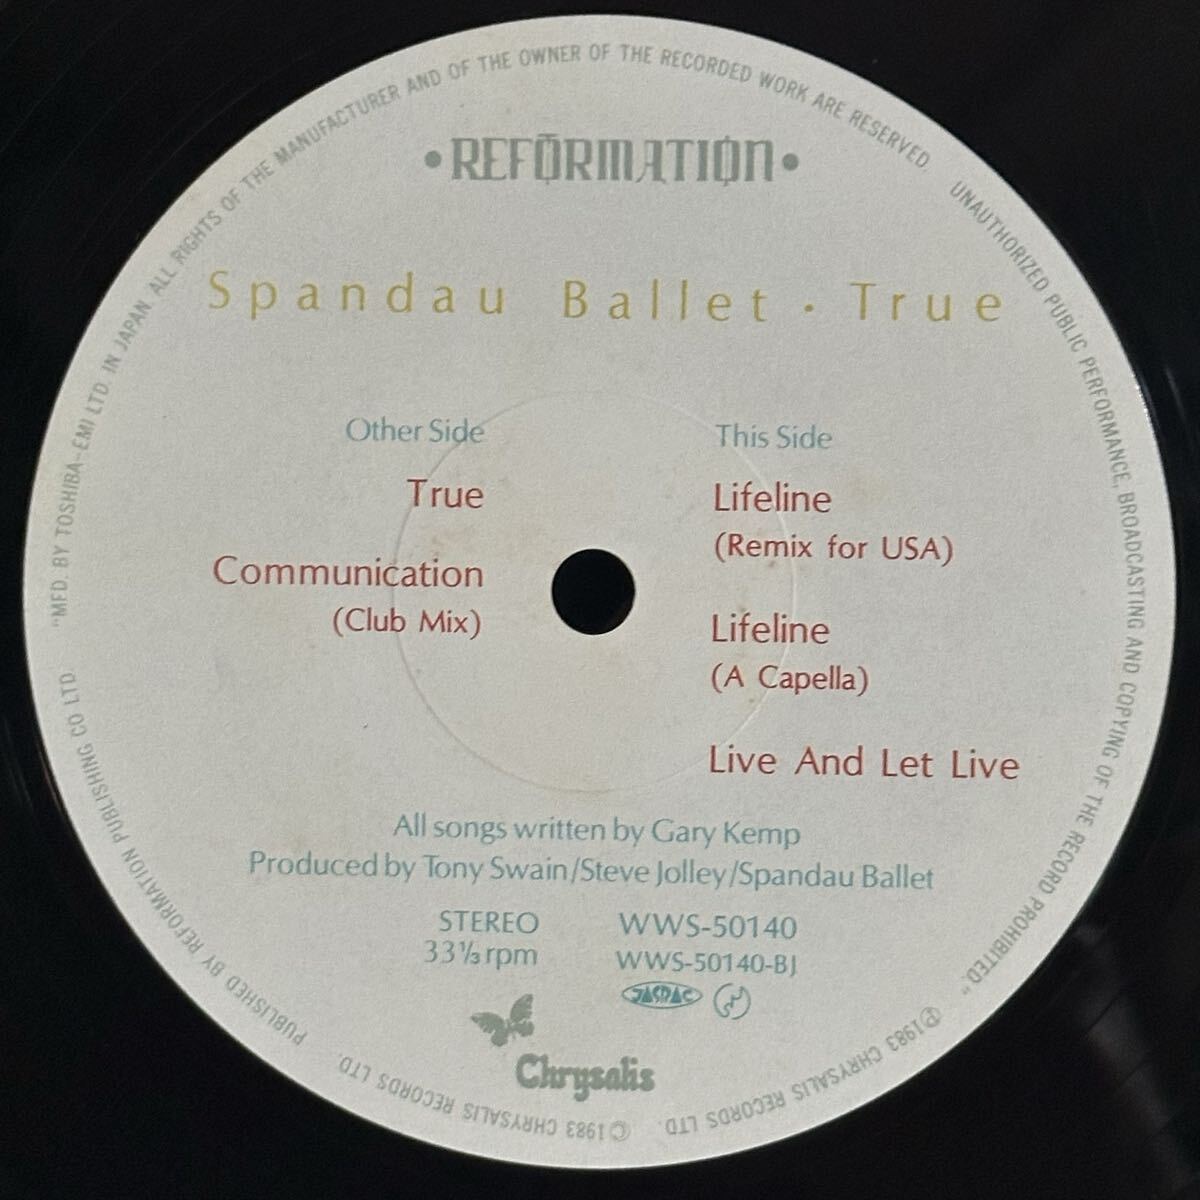 "MFD. BY TOSHIBA-EMI LTD. IN JAPAN. ALL RIGHTS OF THE MANUFACTURER AND OF THE OWNER OF THE RECORDED WORK ARE RESERVED. UNAUTHORIZED PUBLIC PERFORMANCE, BROADCASTING AND COPYING OF THE RECORD PROHIBITED."
• REFORMATION •
Spandau Ballet · True
Other Side
True
Communication
(Club Mix)
This Side
Lifeline
(Remix for USA)
Lifeline
(A Capella)
Live And Let Live
All songs written by Gary Kemp
Produced by Tony Swain/Steve Jolley/Spandau Ballet
STEREO
33⅓ rpm
WWS-50140
WWS-50140-BJ
JASRAC
Chrysalis
℗1983 CHRYSALIS RECORDS LTD.
©1983 CHRYSALIS RECORDS LTD
PUBLISHED BY REFORMATION PUBLISHING CO LTD.